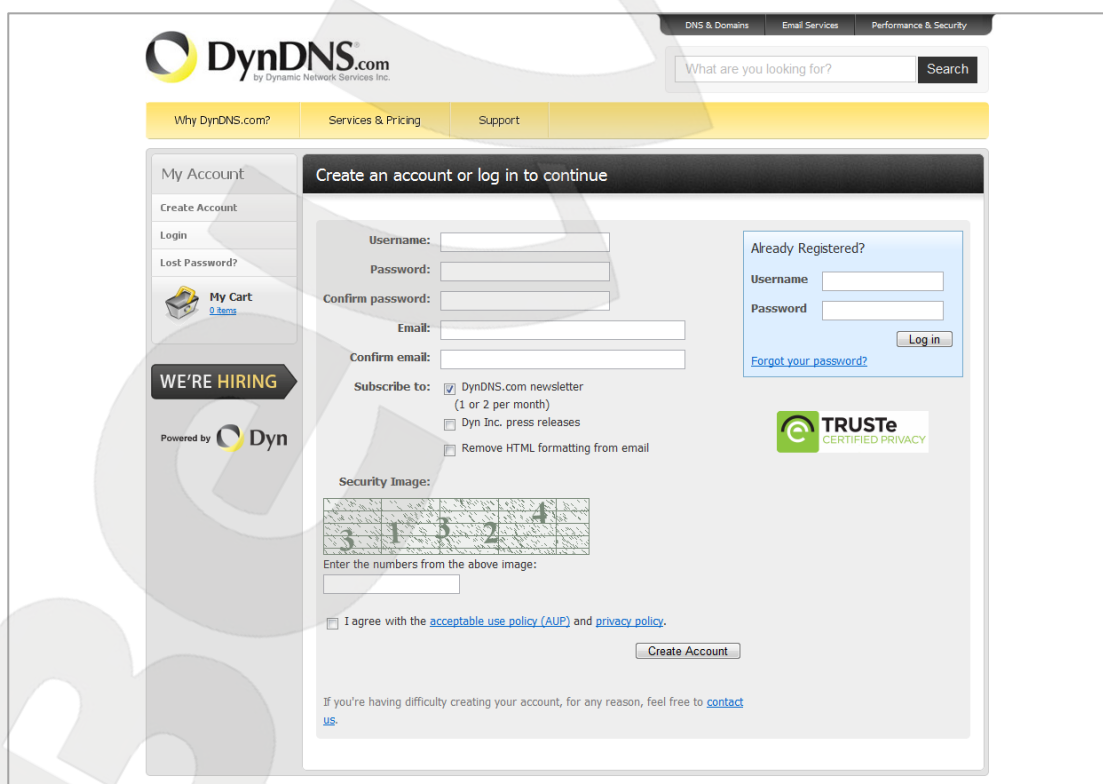 DNS & Domains Email Services Performance & Security
DynDNS.com
by Dynamic Network Services Inc.
What are you looking for? Search
Why DynDNS.com? Services & Pricing Support
My Account
Create Account
Login
Lost Password?
My Cart
0 items
WE'RE HIRING
Powered by Dyn
Create an account or log in to continue
Username:
Password:
Confirm password:
Email:
Confirm email:
Subscribe to: DynDNS.com newsletter
(1 or 2 per month)
Dyn Inc. press releases
Remove HTML formatting from email
Security Image:
3 1 3 2 4
Enter the numbers from the above image:
I agree with the acceptable use policy (AUP) and privacy policy.
Create Account
If you're having difficulty creating your account, for any reason, feel free to contact
us.
Already Registered?
Username
Password
Log in
Forgot your password?
TRUSTe
CERTIFIED PRIVACY